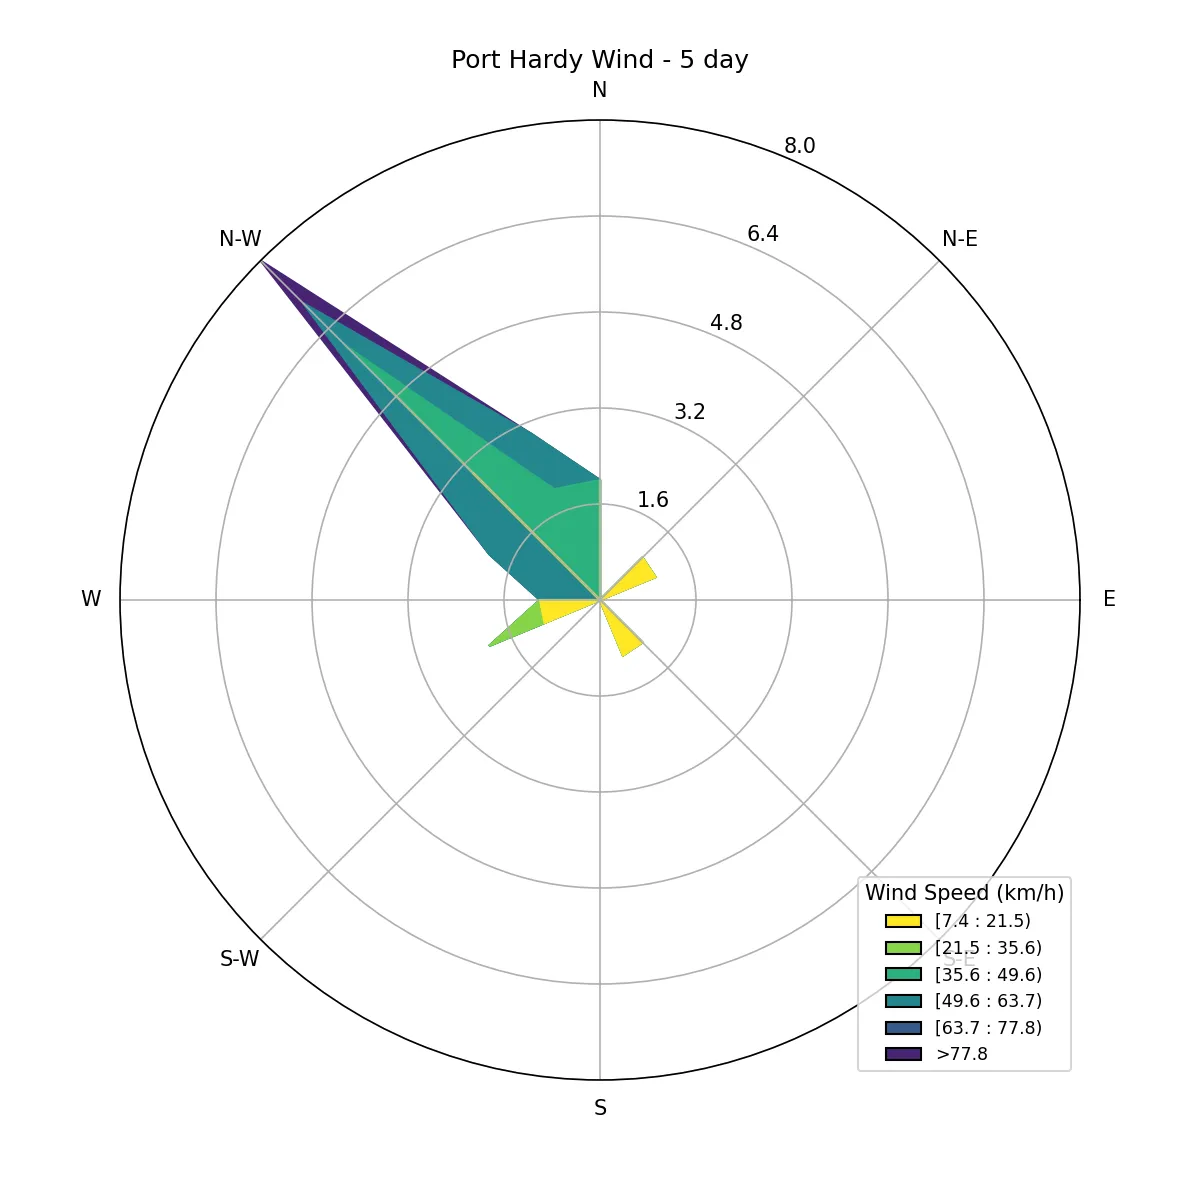 Port Hardy Wind - 5 day
N
8.0
N-W
6.4
N-E
4.8
3.2
1.6
W
E
Wind Speed (km/h)
[7.4 : 21.5)
[21.5 : 35.6)
S-W
S-E
[35.6 : 49.6)
[49.6 : 63.7)
[63.7 : 77.8)
>77.8
S